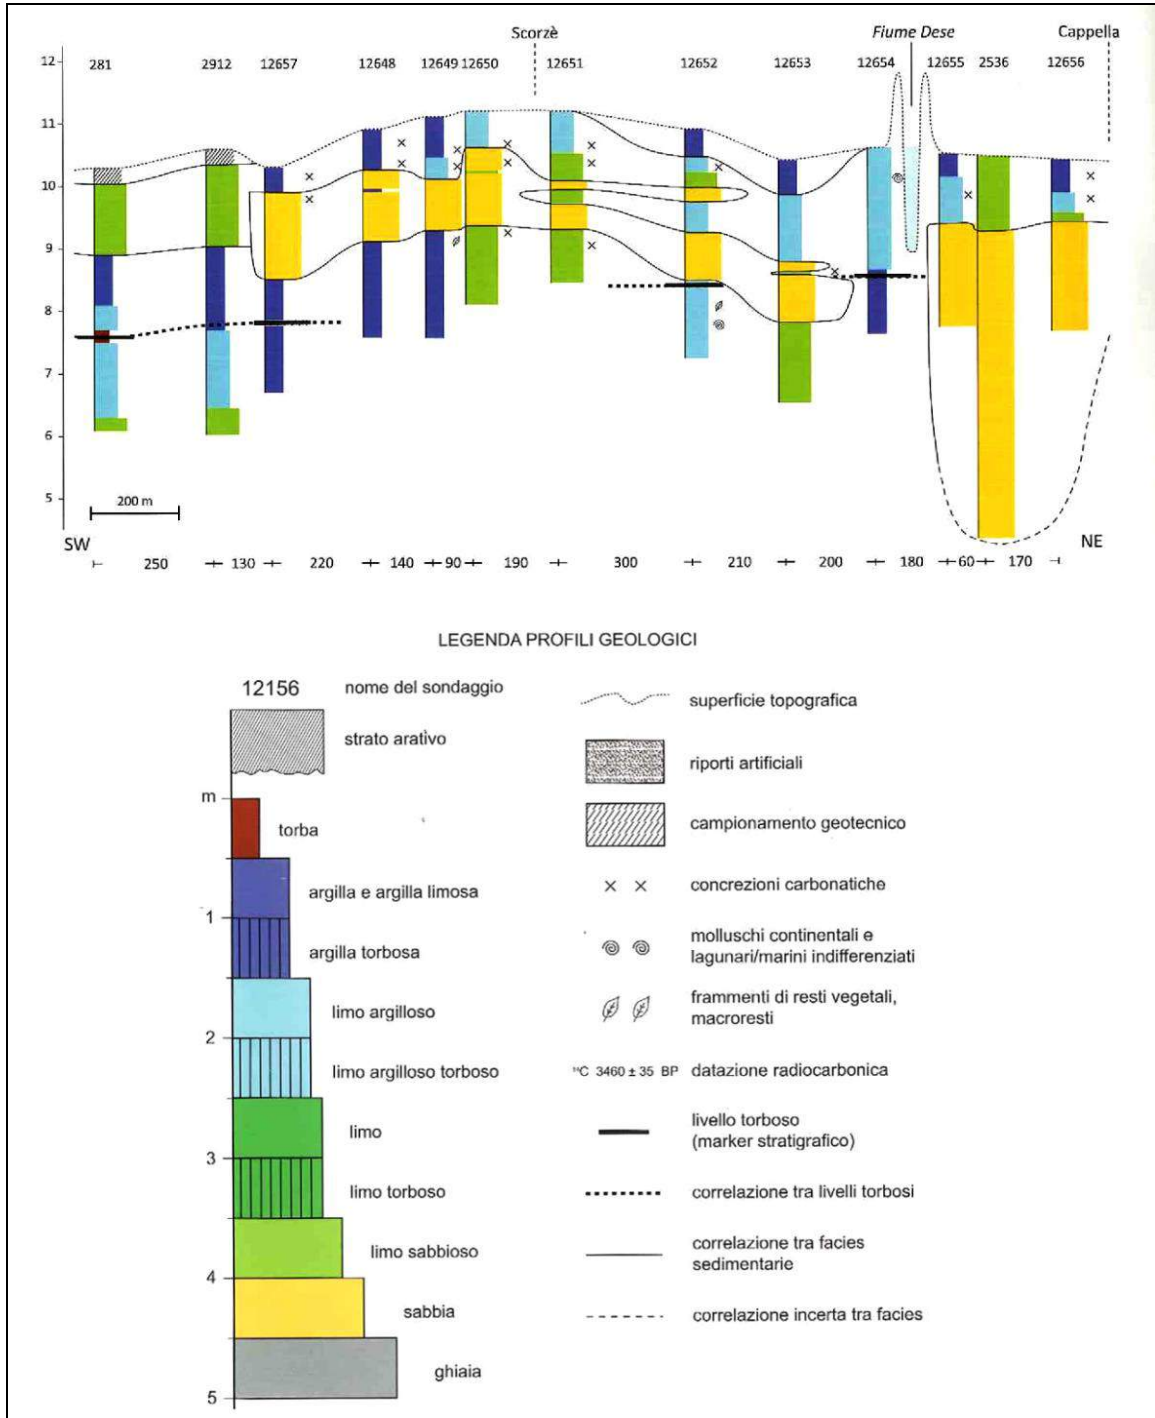 Scorzè Fiume Dese Cappella
12 281 2912 12657 12648 12649 12650 12651 12652 12653 12654 12655 2536 12656
11
10
9
8
7
6
5
200 m
SW NE
250 130 220 140 90 190 300 210 200 180 60 170
LEGENDA PROFILI GEOLOGICI
12156 nome del sondaggio
strato arativo
m
torba
argilla e argilla limosa
1
argilla torbosa
limo argilloso
2
limo argilloso torboso
limo
3
limo torboso
limo sabbioso
4
sabbia
ghiaia
5
superficie topografica
riporti artificiali
campionamento geotecnico
concrezioni carbonatiche
molluschi continentali e
lagunari/marini indifferenziati
frammenti di resti vegetali,
macroresti
¹⁴C 3460 ± 35 BP datazione radiocarbonica
livello torboso
(marker stratigrafico)
correlazione tra livelli torbosi
correlazione tra facies
sedimentarie
correlazione incerta tra facies